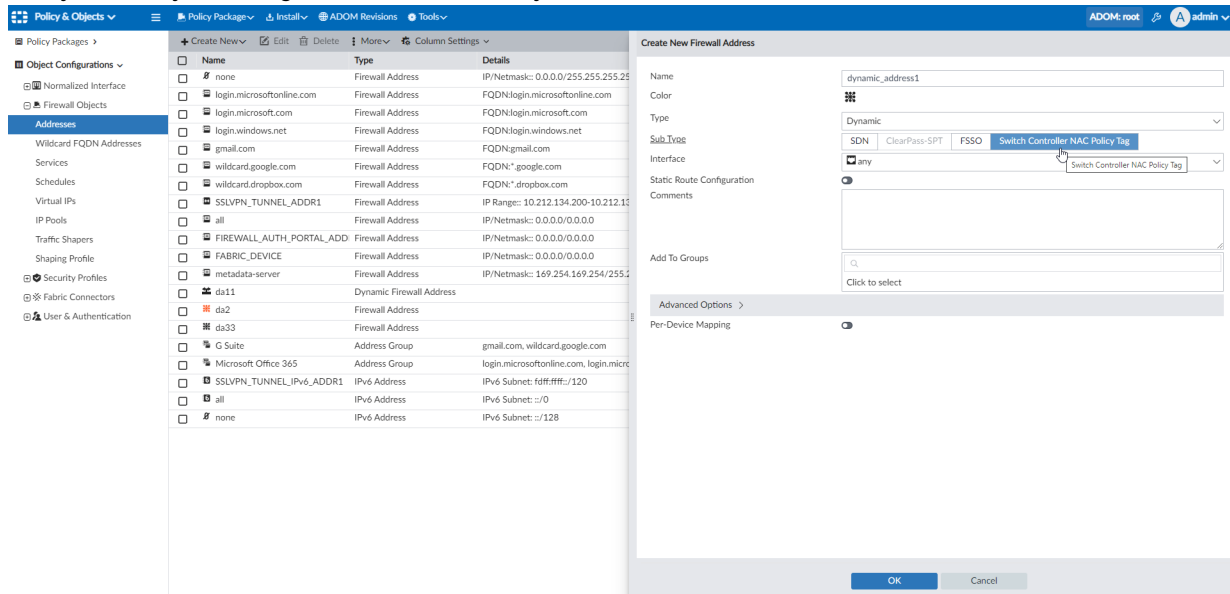 Policy & Objects
Policy Package Install ADOM Revisions Tools
ADOM: root A admin
Policy Packages
Object Configurations
Normalized Interface
Firewall Objects
Addresses
Wildcard FQDN Addresses
Services
Schedules
Virtual IPs
IP Pools
Traffic Shapers
Shaping Profile
Security Profiles
Fabric Connectors
User & Authentication
Create New Edit Delete More Column Settings
Name Type Details
none Firewall Address IP/Netmask:: 0.0.0.0/255.255.255.25
login.microsoftonline.com Firewall Address FQDN:login.microsoftonline.com
login.microsoft.com Firewall Address FQDN:login.microsoft.com
login.windows.net Firewall Address FQDN:login.windows.net
gmail.com Firewall Address FQDN:gmail.com
wildcard.google.com Firewall Address FQDN:*.google.com
wildcard.dropbox.com Firewall Address FQDN:*.dropbox.com
SSLVPN_TUNNEL_ADDR1 Firewall Address IP Range:: 10.212.134.200-10.212.13
all Firewall Address IP/Netmask:: 0.0.0.0/0.0.0.0
FIREWALL_AUTH_PORTAL_ADD Firewall Address IP/Netmask:: 0.0.0.0/0.0.0.0
FABRIC_DEVICE Firewall Address IP/Netmask:: 0.0.0.0/0.0.0.0
metadata-server Firewall Address IP/Netmask:: 169.254.169.254/255.2
da11 Dynamic Firewall Address
da2 Firewall Address
da33 Firewall Address
G Suite Address Group gmail.com, wildcard.google.com
Microsoft Office 365 Address Group login.microsoftonline.com, login.micro
SSLVPN_TUNNEL_IPv6_ADDR1 IPv6 Address IPv6 Subnet: fdff:ffff::/120
all IPv6 Address IPv6 Subnet: ::/0
none IPv6 Address IPv6 Subnet: ::/128
Create New Firewall Address
Name dynamic_address1
Color
Type Dynamic
Sub Type SDN ClearPass-SPT FSSO Switch Controller NAC Policy Tag
Interface any
Switch Controller NAC Policy Tag
Static Route Configuration
Comments
Add To Groups
Click to select
Advanced Options >
Per-Device Mapping
OK Cancel